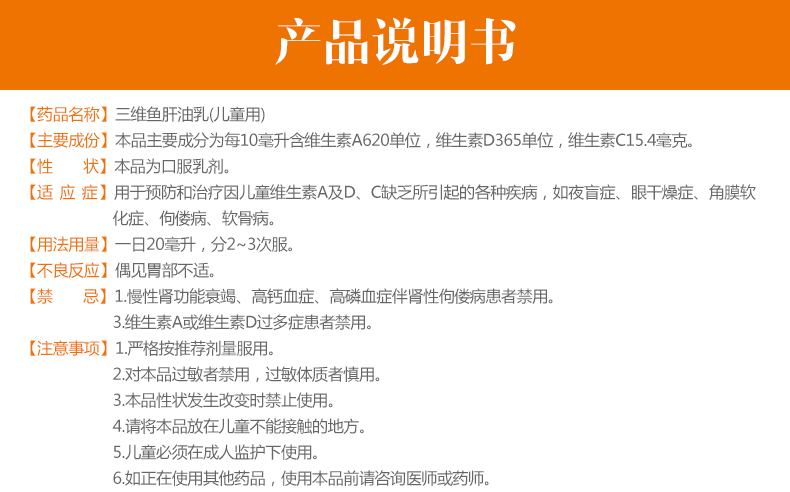 产品说明书
【药品名称】三维鱼肝油乳(儿童用)
【主要成份】本品主要成分为每10毫升含维生素A620单位，维生素D365单位，维生素C15.4毫克。
【性 状】本品为口服乳剂。
【适 应 症】用于预防和治疗因儿童维生素A及D、C缺乏所引起的各种疾病，如夜盲症、眼干燥症、角膜软
化症、佝偻病、软骨病。
【用法用量】一日20毫升，分2~3次服。
【不良反应】偶见胃部不适。
【禁 忌】1.慢性肾功能衰竭、高钙血症、高磷血症伴肾性佝偻病患者禁用。
3.维生素A或维生素D过多症患者禁用。
【注意事项】1.严格按推荐剂量服用。
2.对本品过敏者禁用，过敏体质者慎用。
3.本品性状发生改变时禁止使用。
4.请将本品放在儿童不能接触的地方。
5.儿童必须在成人监护下使用。
6.如正在使用其他药品，使用本品前请咨询医师或药师。